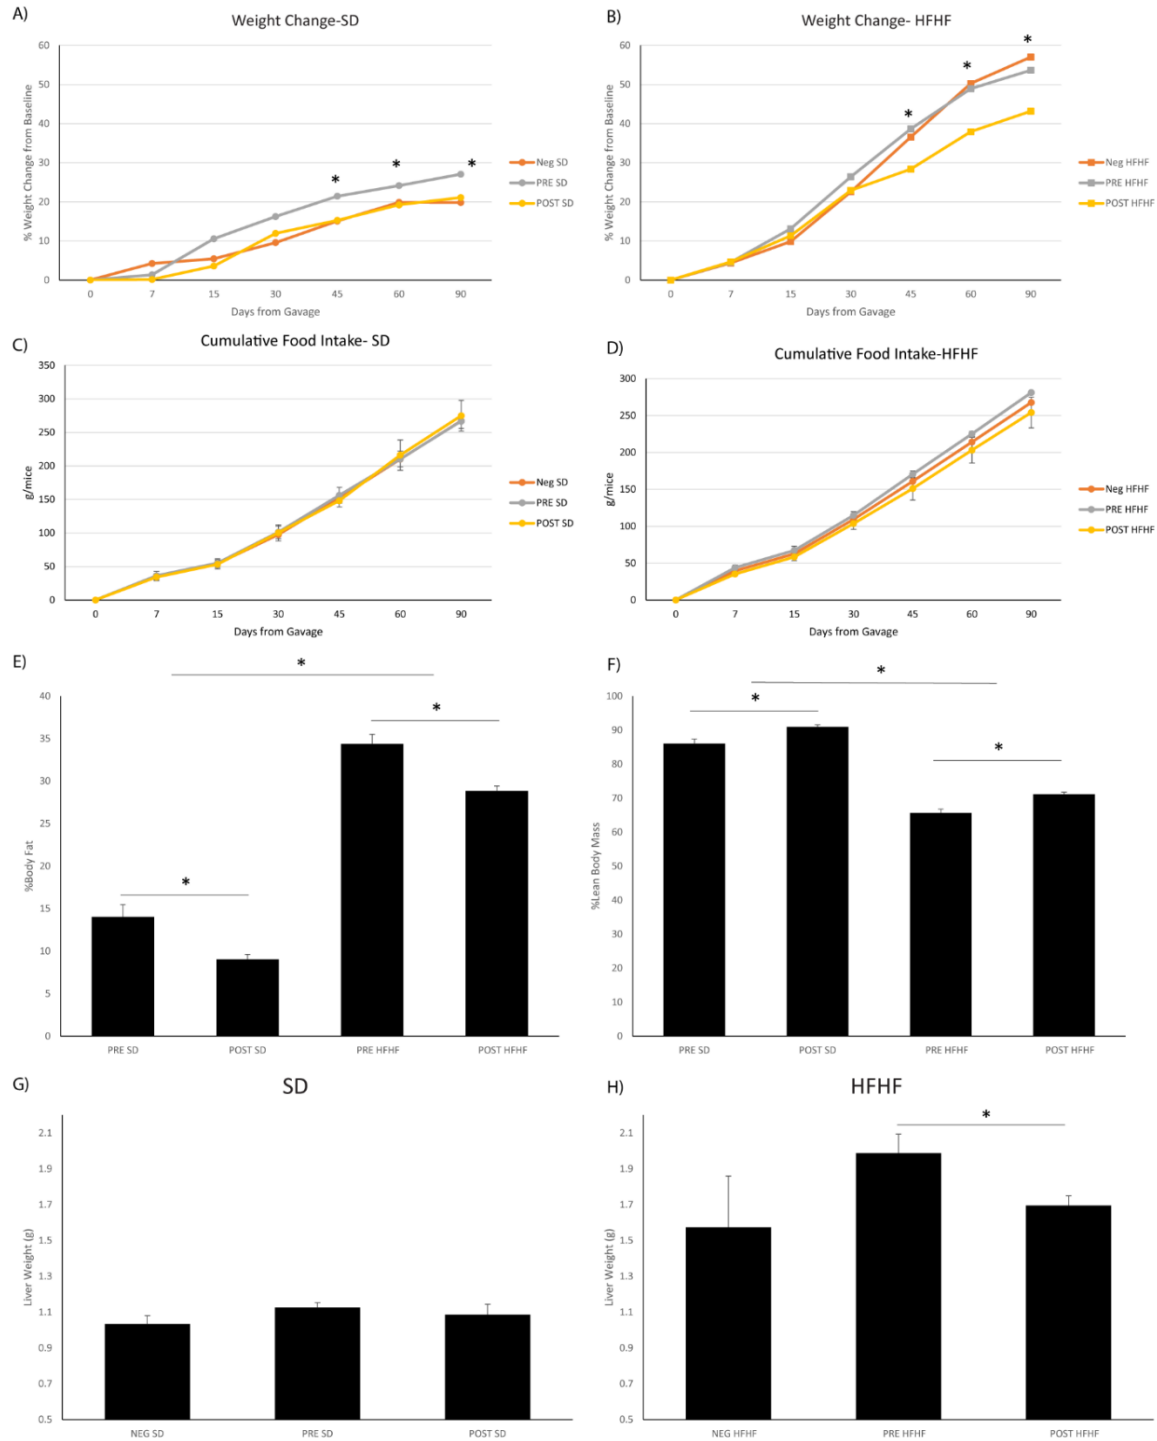 A)
Weight Change-SD
60
50
40
30
20
10
0
% Weight Change from Baseline
* * *
0 7 15 30 45 60 90
Days from Gavage
Neg SD
PRE SD
POST SD
B)
Weight Change- HFHF
60
50
40
30
20
10
0
% Weight Change from Baseline
* * *
0 7 15 30 45 60 90
Days from Gavage
Neg HFHF
PRE HFHF
POST HFHF
C)
Cumulative Food Intake- SD
350
300
250
200
150
100
50
0
g/mice
0 7 15 30 45 60 90
Days from Gavage
Neg SD
PRE SD
POST SD
D)
Cumulative Food Intake-HFHF
300
250
200
150
100
50
0
g/mice
0 7 15 30 45 60 90
Days from Gavage
Neg HFHF
PRE HFHF
POST HFHF
E)
*
*
*
40
35
30
25
20
15
10
5
0
%Body Fat
PRE SD POST SD PRE HFHF POST HFHF
F)
*
*
*
100
90
80
70
60
50
40
30
20
10
0
%Lean Body Mass
PRE SD POST SD PRE HFHF POST HFHF
G)
SD
2.1
1.9
1.7
1.5
1.3
1.1
0.9
0.7
0.5
Liver Weight (g)
NEG SD PRE SD POST SD
H)
HFHF
*
2.1
1.9
1.7
1.5
1.3
1.1
0.9
0.7
0.5
Liver Weight (g)
NEG HFHF PRE HFHF POST HFHF